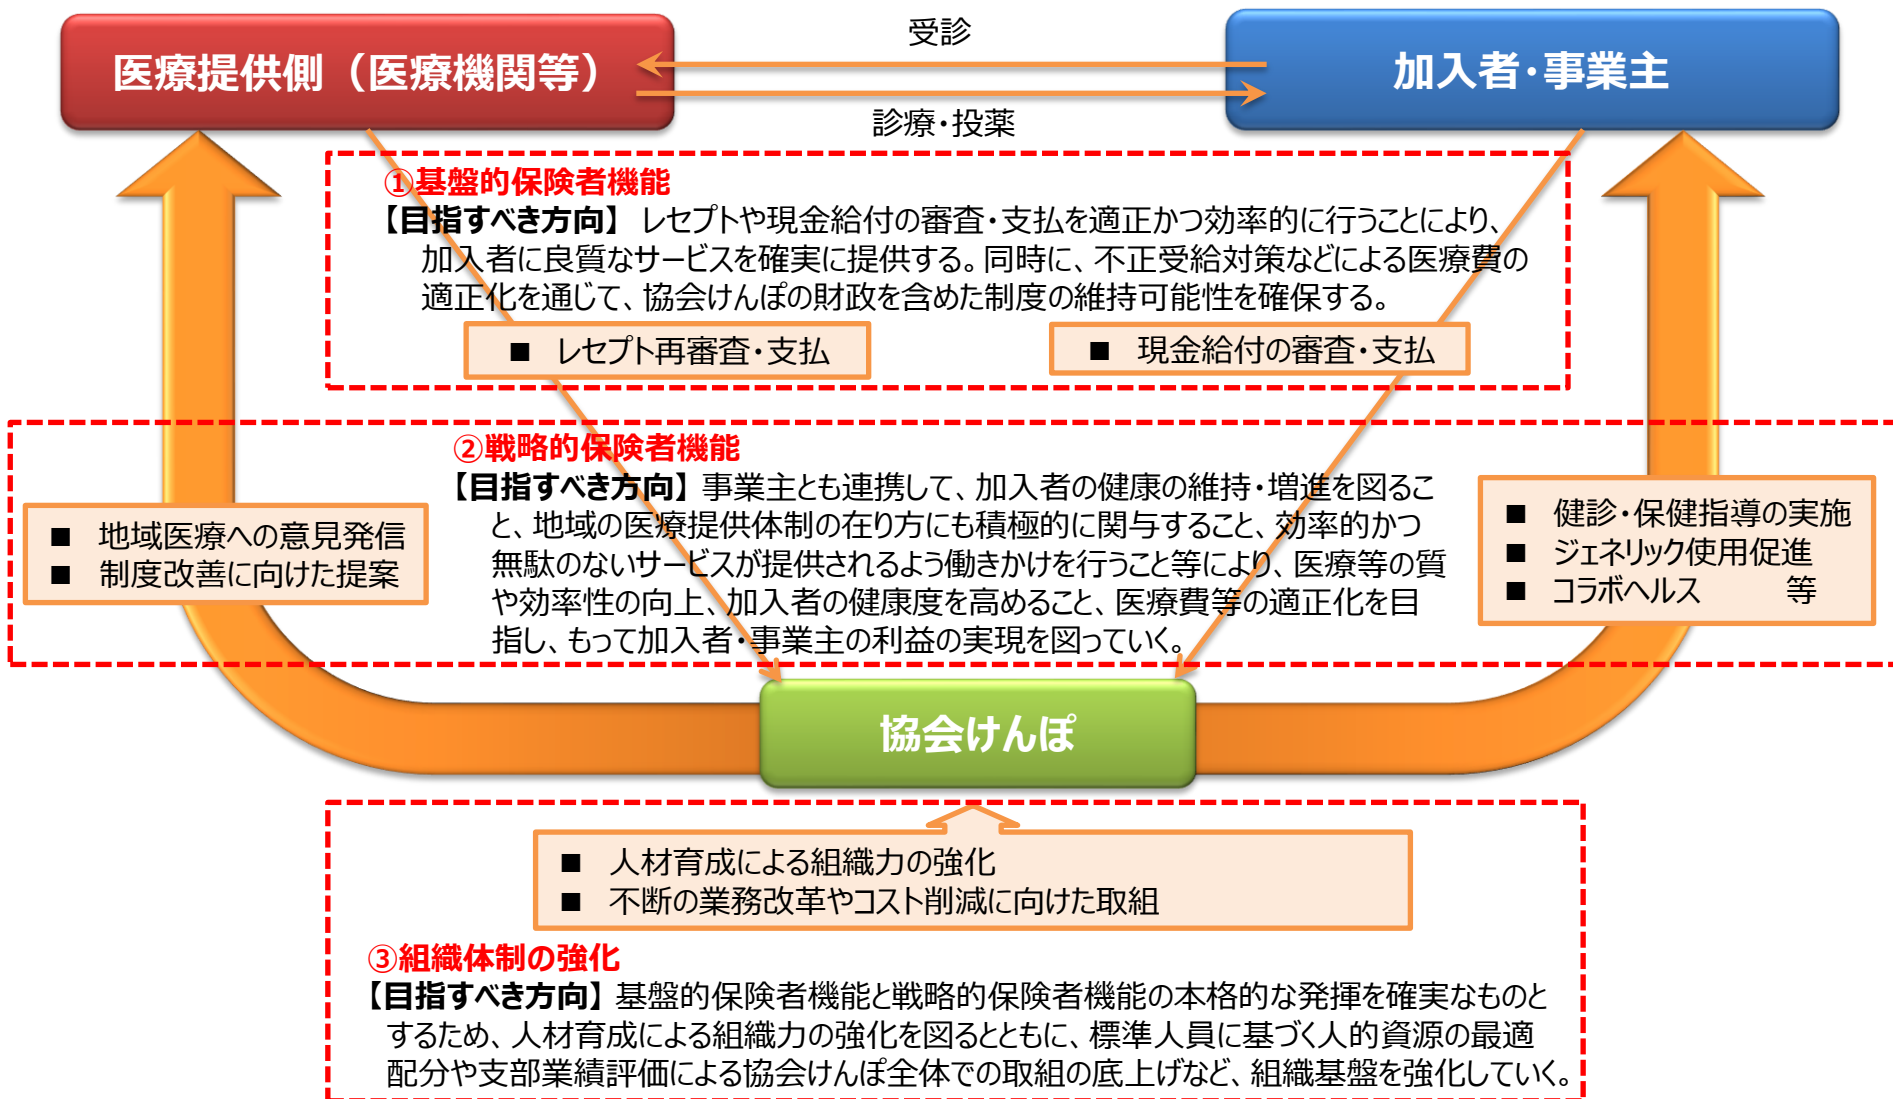 受診
医療提供側（医療機関等）
加入者・事業主
診療・投薬
①基盤的保険者機能
【目指すべき方向】 レセプトや現金給付の審査・支払を適正かつ効率的に行うことにより、
加入者に良質なサービスを確実に提供する。同時に、不正受給対策などによる医療費の
適正化を通じて、協会けんぽの財政を含めた制度の維持可能性を確保する。
■ レセプト再審査・支払
■ 現金給付の審査・支払
②戦略的保険者機能
【目指すべき方向】 事業主とも連携して、加入者の健康の維持・増進を図るこ
と、地域の医療提供体制の在り方にも積極的に関与すること、効率的かつ
無駄のないサービスが提供されるよう働きかけを行うこと等により、医療等の質
や効率性の向上、加入者の健康度を高めること、医療費等の適正化を目
指し、もって加入者・事業主の利益の実現を図っていく。
■ 地域医療への意見発信
■ 制度改善に向けた提案
■ 健診・保健指導の実施
■ ジェネリック使用促進
■ コラボヘルス 等
協会けんぽ
■ 人材育成による組織力の強化
■ 不断の業務改革やコスト削減に向けた取組
③組織体制の強化
【目指すべき方向】 基盤的保険者機能と戦略的保険者機能の本格的な発揮を確実なものと
するため、人材育成による組織力の強化を図るとともに、標準人員に基づく人的資源の最適
配分や支部業績評価による協会けんぽ全体での取組の底上げなど、組織基盤を強化していく。